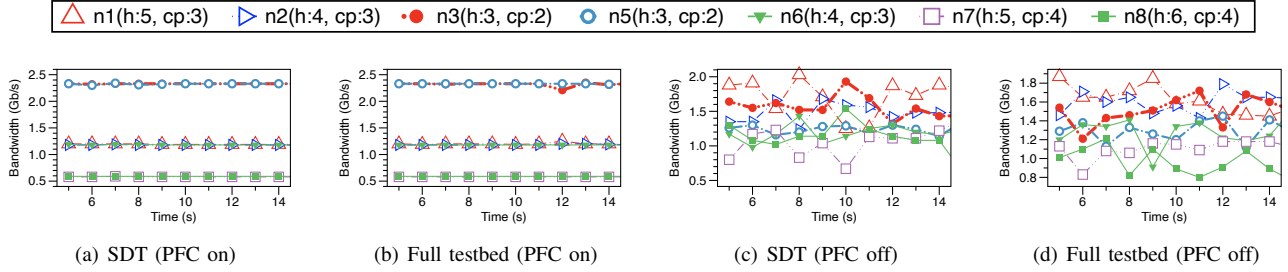 n1(h:5, cp:3) n2(h:4, cp:3) n3(h:3, cp:2) n5(h:3, cp:2) n6(h:4, cp:3) n7(h:5, cp:4) n8(h:6, cp:4)
Bandwidth (Gb/s)
2.5
2.0
1.5
1.0
0.5
6 8 10 12 14
Time (s)
(a) SDT (PFC on)
Bandwidth (Gb/s)
2.5
2.0
1.5
1.0
0.5
6 8 10 12 14
Time (s)
(b) Full testbed (PFC on)
Bandwidth (Gb/s)
2.0
1.5
1.0
0.5
6 8 10 12 14
Time (s)
(c) SDT (PFC off)
Bandwidth (Gb/s)
1.8
1.6
1.4
1.2
1.0
0.8
6 8 10 12 14
Time (s)
(d) Full testbed (PFC off)